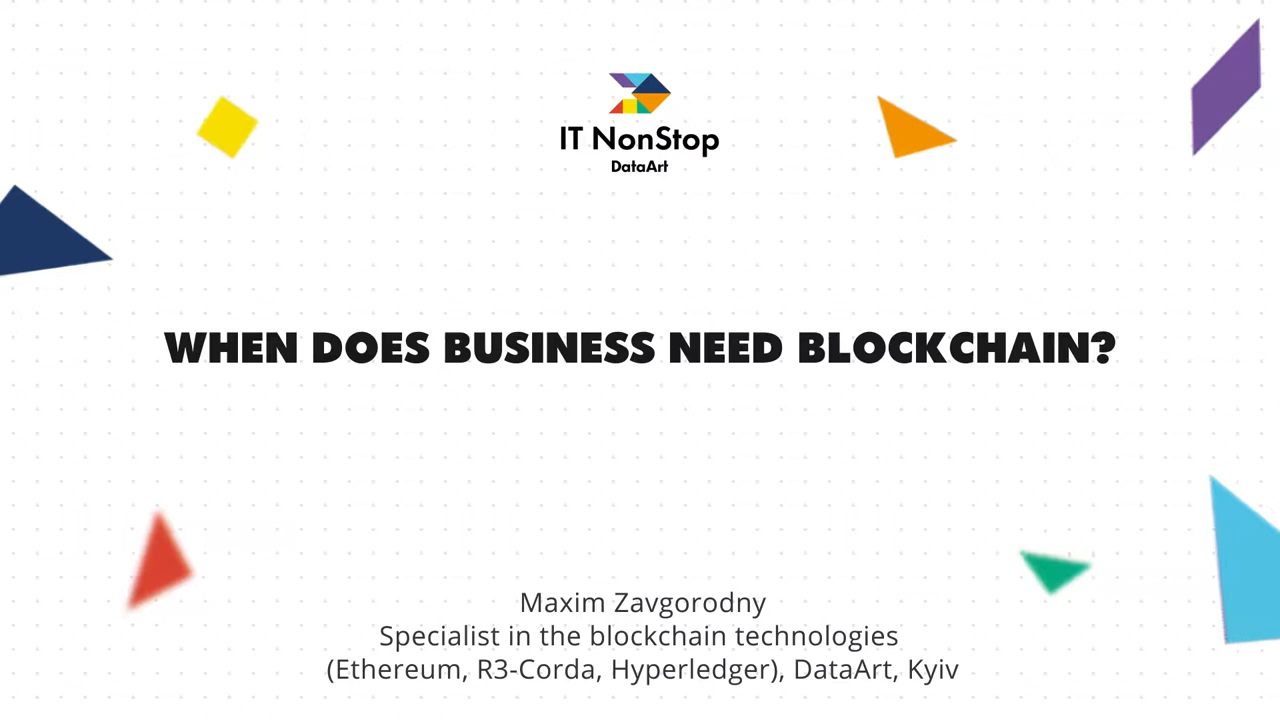 IT NonStop
DataArt
WHEN DOES BUSINESS NEED BLOCKCHAIN?
Maxim Zavgorodny
Specialist in the blockchain technologies
(Ethereum, R3-Corda, Hyperledger), DataArt, Kyiv